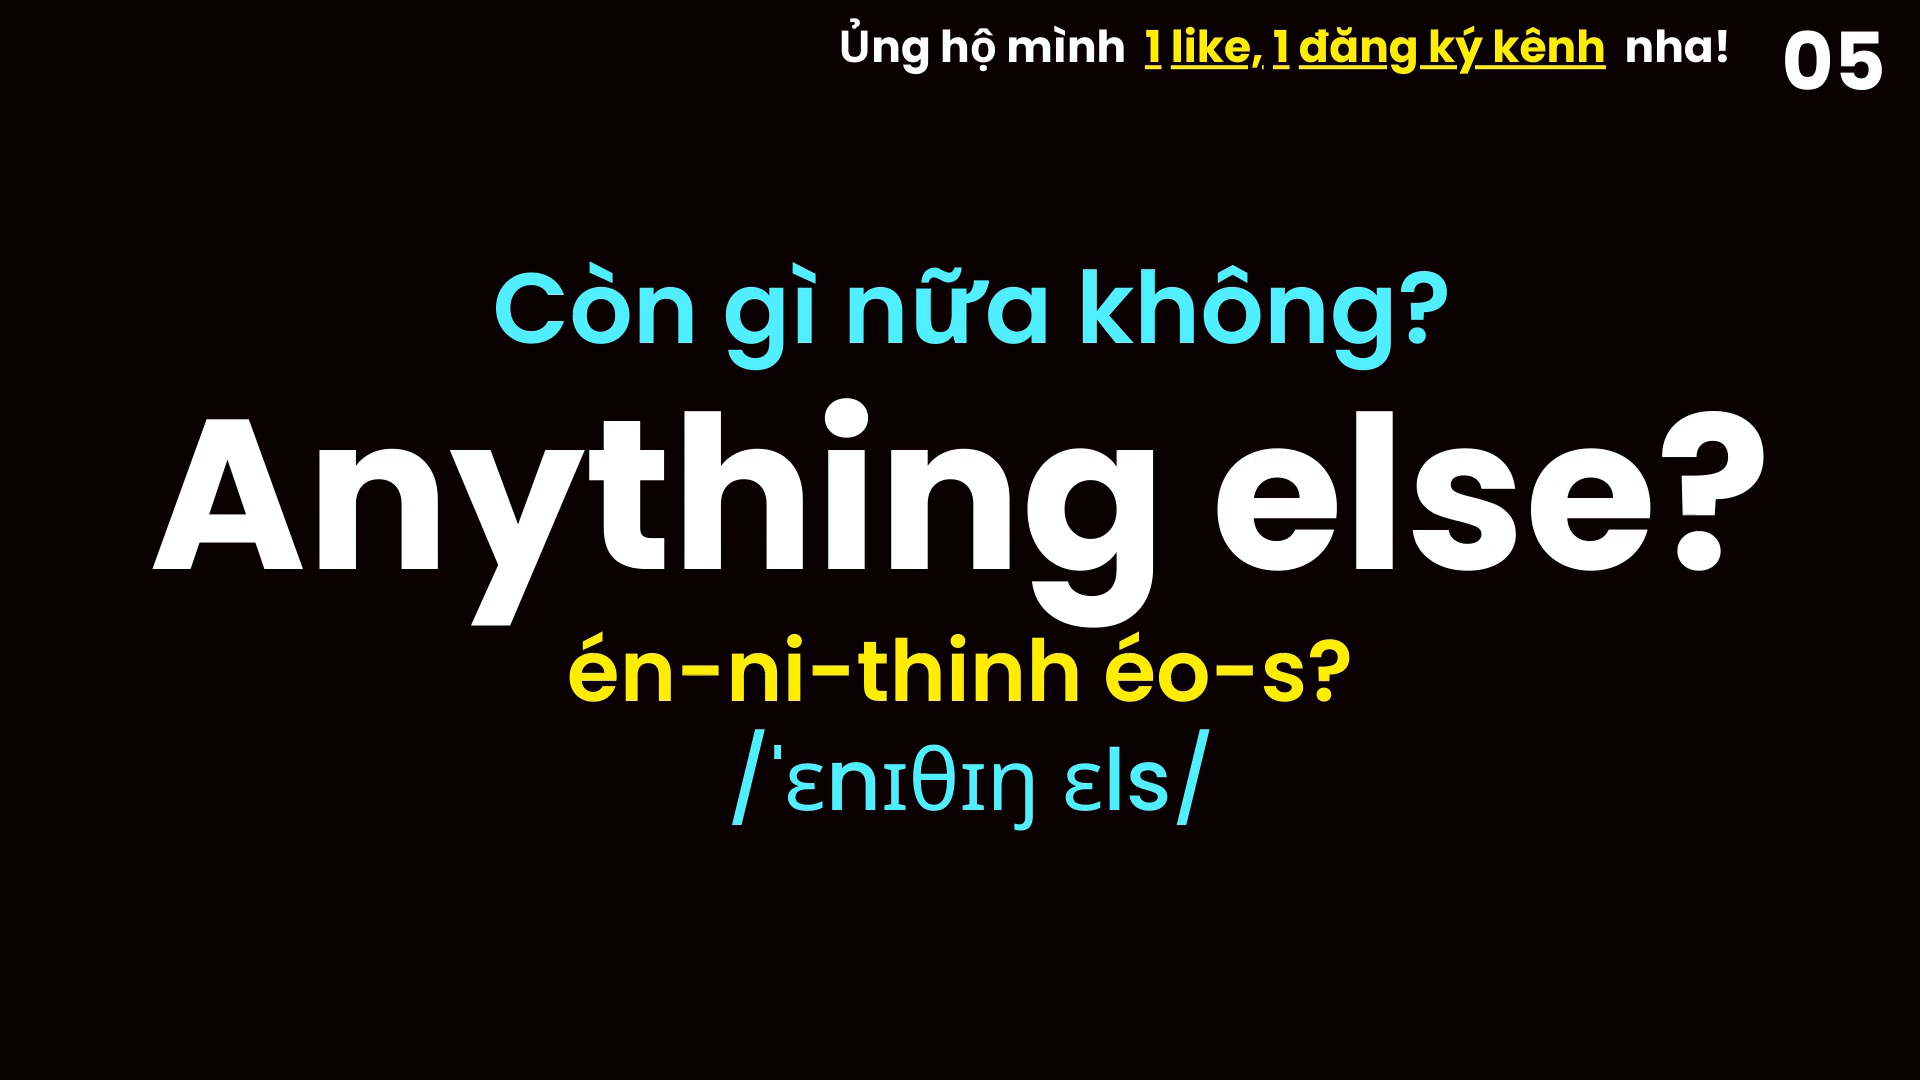 Ủng hộ mình 1 like, 1 đăng ký kênh nha!
05
Còn gì nữa không?
Anything else?
én-ni-thinh éo-s?
/ˈɛnɪθɪŋ ɛls/